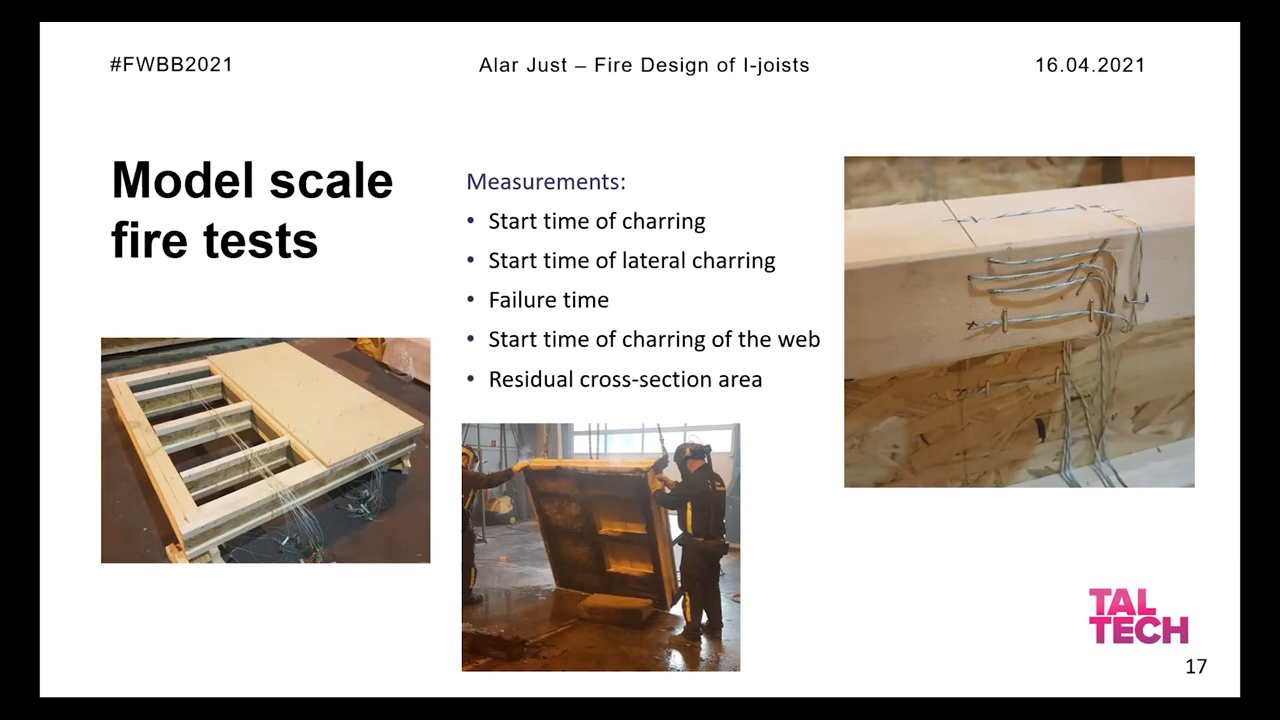 #FWBB2021
Alar Just – Fire Design of I-joists
16.04.2021
Model scale
fire tests
Measurements:
• Start time of charring
• Start time of lateral charring
• Failure time
• Start time of charring of the web
• Residual cross-section area
TAL
TECH
17